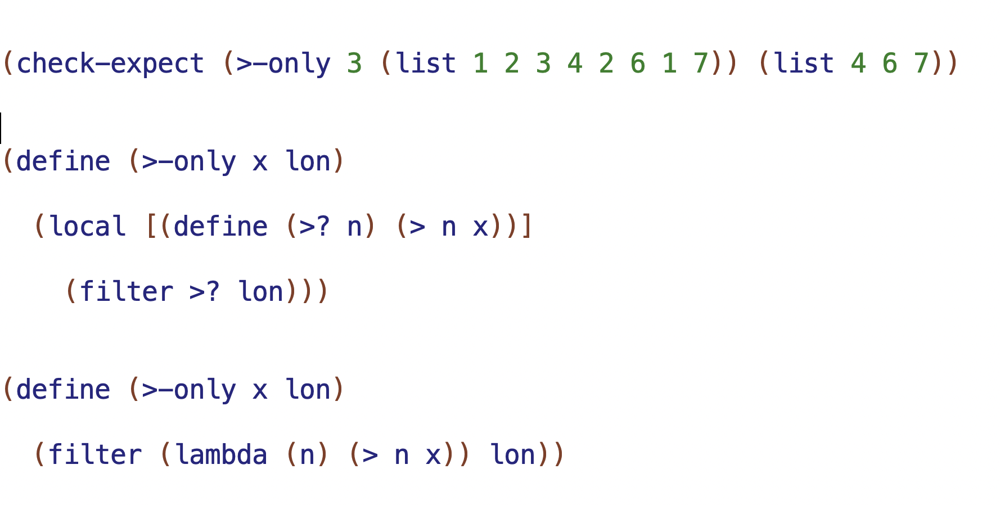 (check-expect (>-only 3 (list 1 2 3 4 2 6 1 7)) (list 4 6 7))
(define (>-only x lon)
(local [(define (>? n) (> n x))]
(filter >? lon)))
(define (>-only x lon)
(filter (lambda (n) (> n x)) lon))